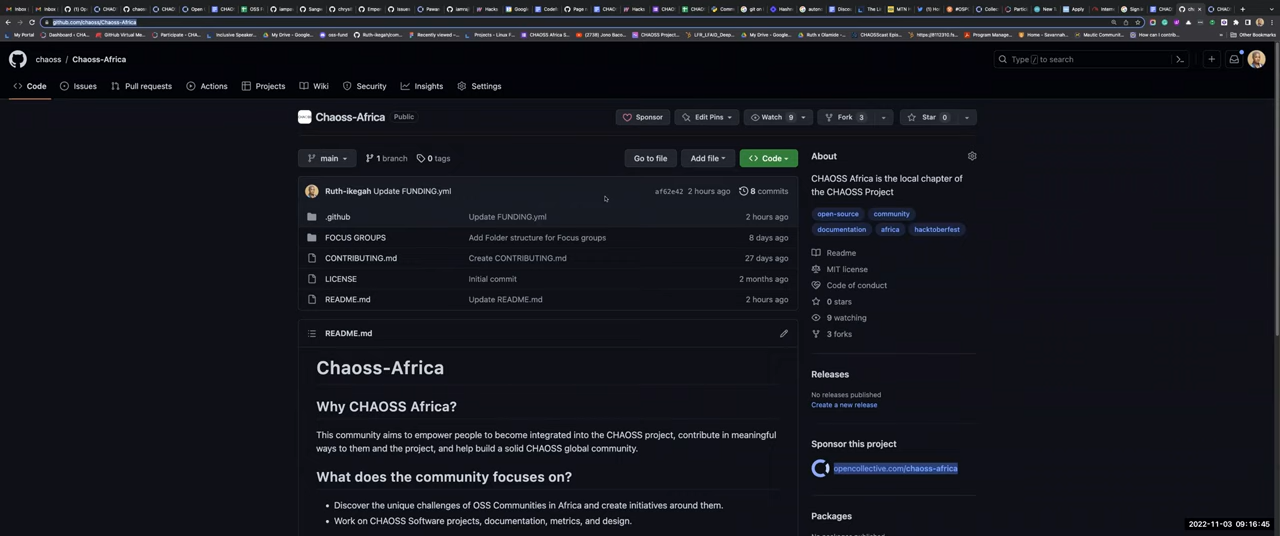 github.com/chaoss/Chaoss-Africa
Other Bookmarks
chaoss / Chaoss-Africa
Type / to search
Code Issues Pull requests Actions Projects Wiki Security Insights Settings
Chaoss-Africa Public
Sponsor Edit Pins Watch 9 Fork 3 Star 0
main 1 branch 0 tags Go to file Add file Code
Ruth-ikegah Update FUNDING.yml af62e42 2 hours ago 8 commits
.github Update FUNDING.yml 2 hours ago
FOCUS GROUPS Add Folder structure for Focus groups 8 days ago
CONTRIBUTING.md Create CONTRIBUTING.md 27 days ago
LICENSE Initial commit 2 months ago
README.md Update README.md 2 hours ago
README.md
Chaoss-Africa
Why CHAOSS Africa?
This community aims to empower people to become integrated into the CHAOSS project, contribute in meaningful
ways to them and the project, and help build a solid CHAOSS global community.
What does the community focuses on?
Discover the unique challenges of OSS Communities in Africa and create initiatives around them.
Work on CHAOSS Software projects, documentation, metrics, and design.
About
CHAOSS Africa is the local chapter of
the CHAOSS Project
open-source community
documentation africa hacktoberfest
Readme
MIT license
Code of conduct
0 stars
9 watching
3 forks
Releases
No releases published
Create a new release
Sponsor this project
opencollective.com/chaoss-africa
Packages
2022-11-03 09:16:45